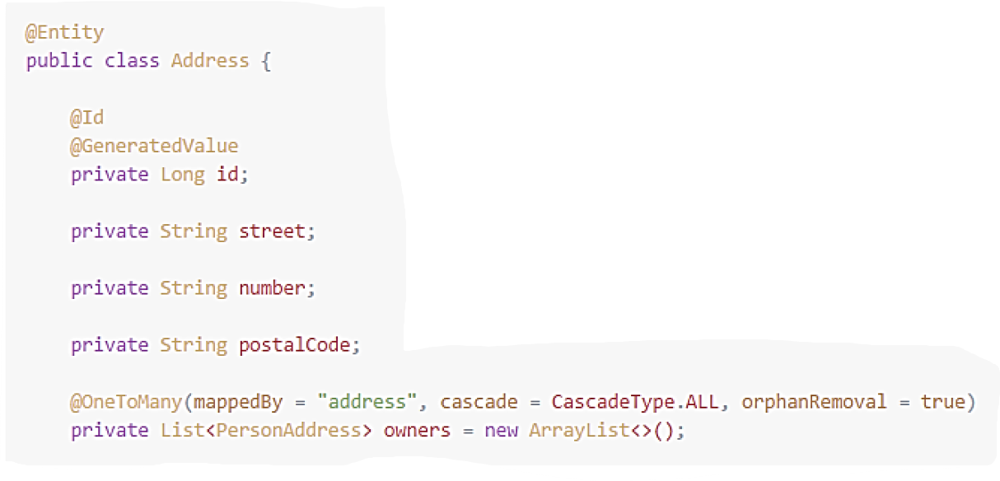 @Entity
public class Address {
@Id
@GeneratedValue
private Long id;
private String street;
private String number;
private String postalCode;
@OneToMany(mappedBy = "address", cascade = CascadeType.ALL, orphanRemoval = true)
private List<PersonAddress> owners = new ArrayList<>();